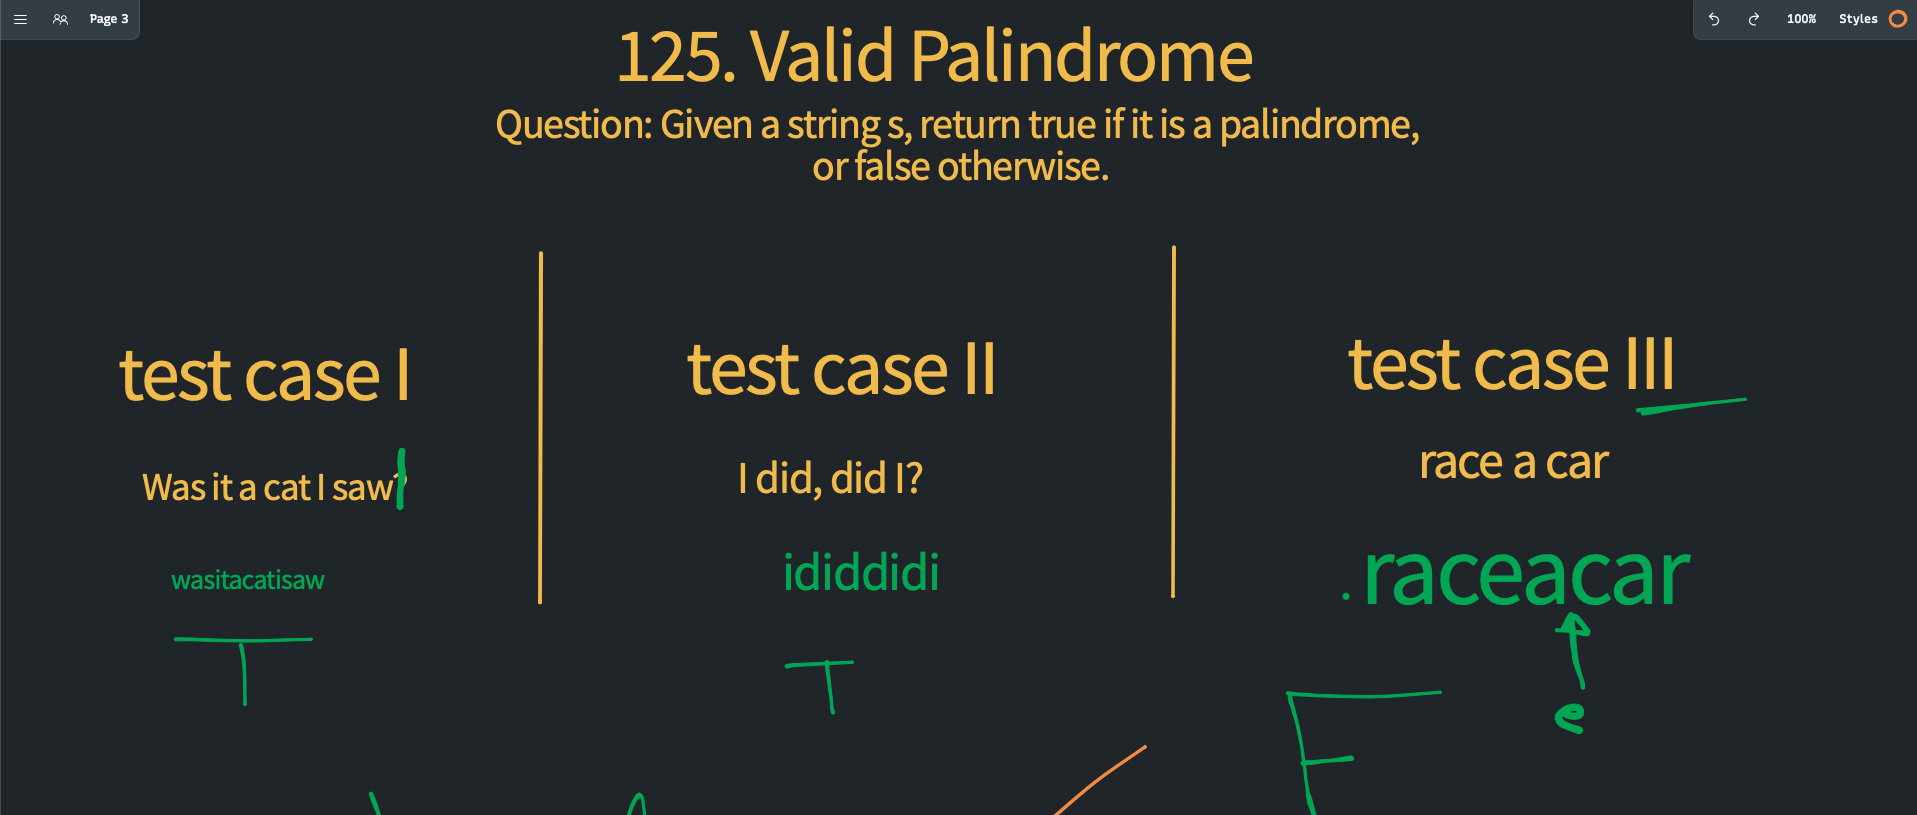 Page 3
100% Styles
125. Valid Palindrome
Question: Given a string s, return true if it is a palindrome,
or false otherwise.
test case I
Was it a cat I saw?
wasitacatisaw
T
test case II
I did, did I?
ididdidi
T
test case III
race a car
raceacar
e
F